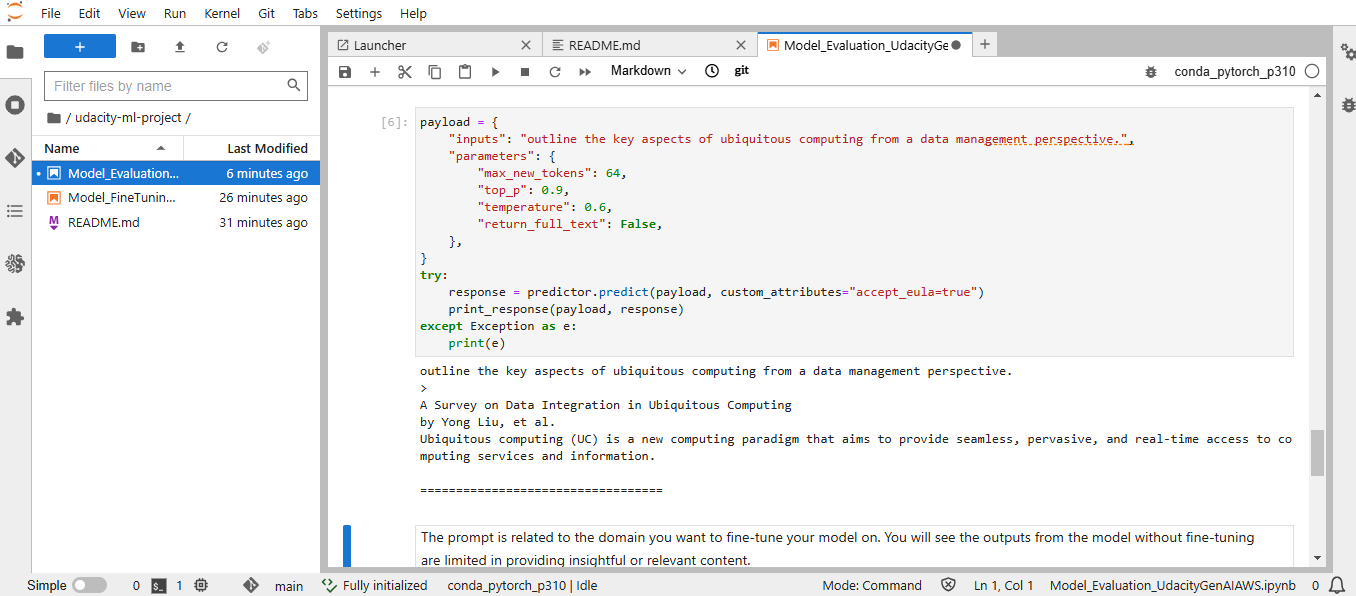 File Edit View Run Kernel Git Tabs Settings Help
+
Filter files by name
/ udacity-ml-project /
Name Last Modified
Model_Evaluation... 6 minutes ago
Model_FineTunin... 26 minutes ago
README.md 31 minutes ago
Launcher
README.md
Model_Evaluation_UdacityGe
Markdown
git
conda_pytorch_p310
[6]:
payload = {
    "inputs": "outline the key aspects of ubiquitous computing from a data management perspective.",
    "parameters": {
        "max_new_tokens": 64,
        "top_p": 0.9,
        "temperature": 0.6,
        "return_full_text": False,
    },
}
try:
    response = predictor.predict(payload, custom_attributes="accept_eula=true")
    print_response(payload, response)
except Exception as e:
    print(e)
outline the key aspects of ubiquitous computing from a data management perspective.
>
A Survey on Data Integration in Ubiquitous Computing
by Yong Liu, et al.
Ubiquitous computing (UC) is a new computing paradigm that aims to provide seamless, pervasive, and real-time access to co
mputing services and information.
==================================
The prompt is related to the domain you want to fine-tune your model on. You will see the outputs from the model without fine-tuning
are limited in providing insightful or relevant content.
Simple 0 $_ 1 main Fully initialized conda_pytorch_p310 | Idle Mode: Command Ln 1, Col 1 Model_Evaluation_UdacityGenAIAWS.ipynb 0